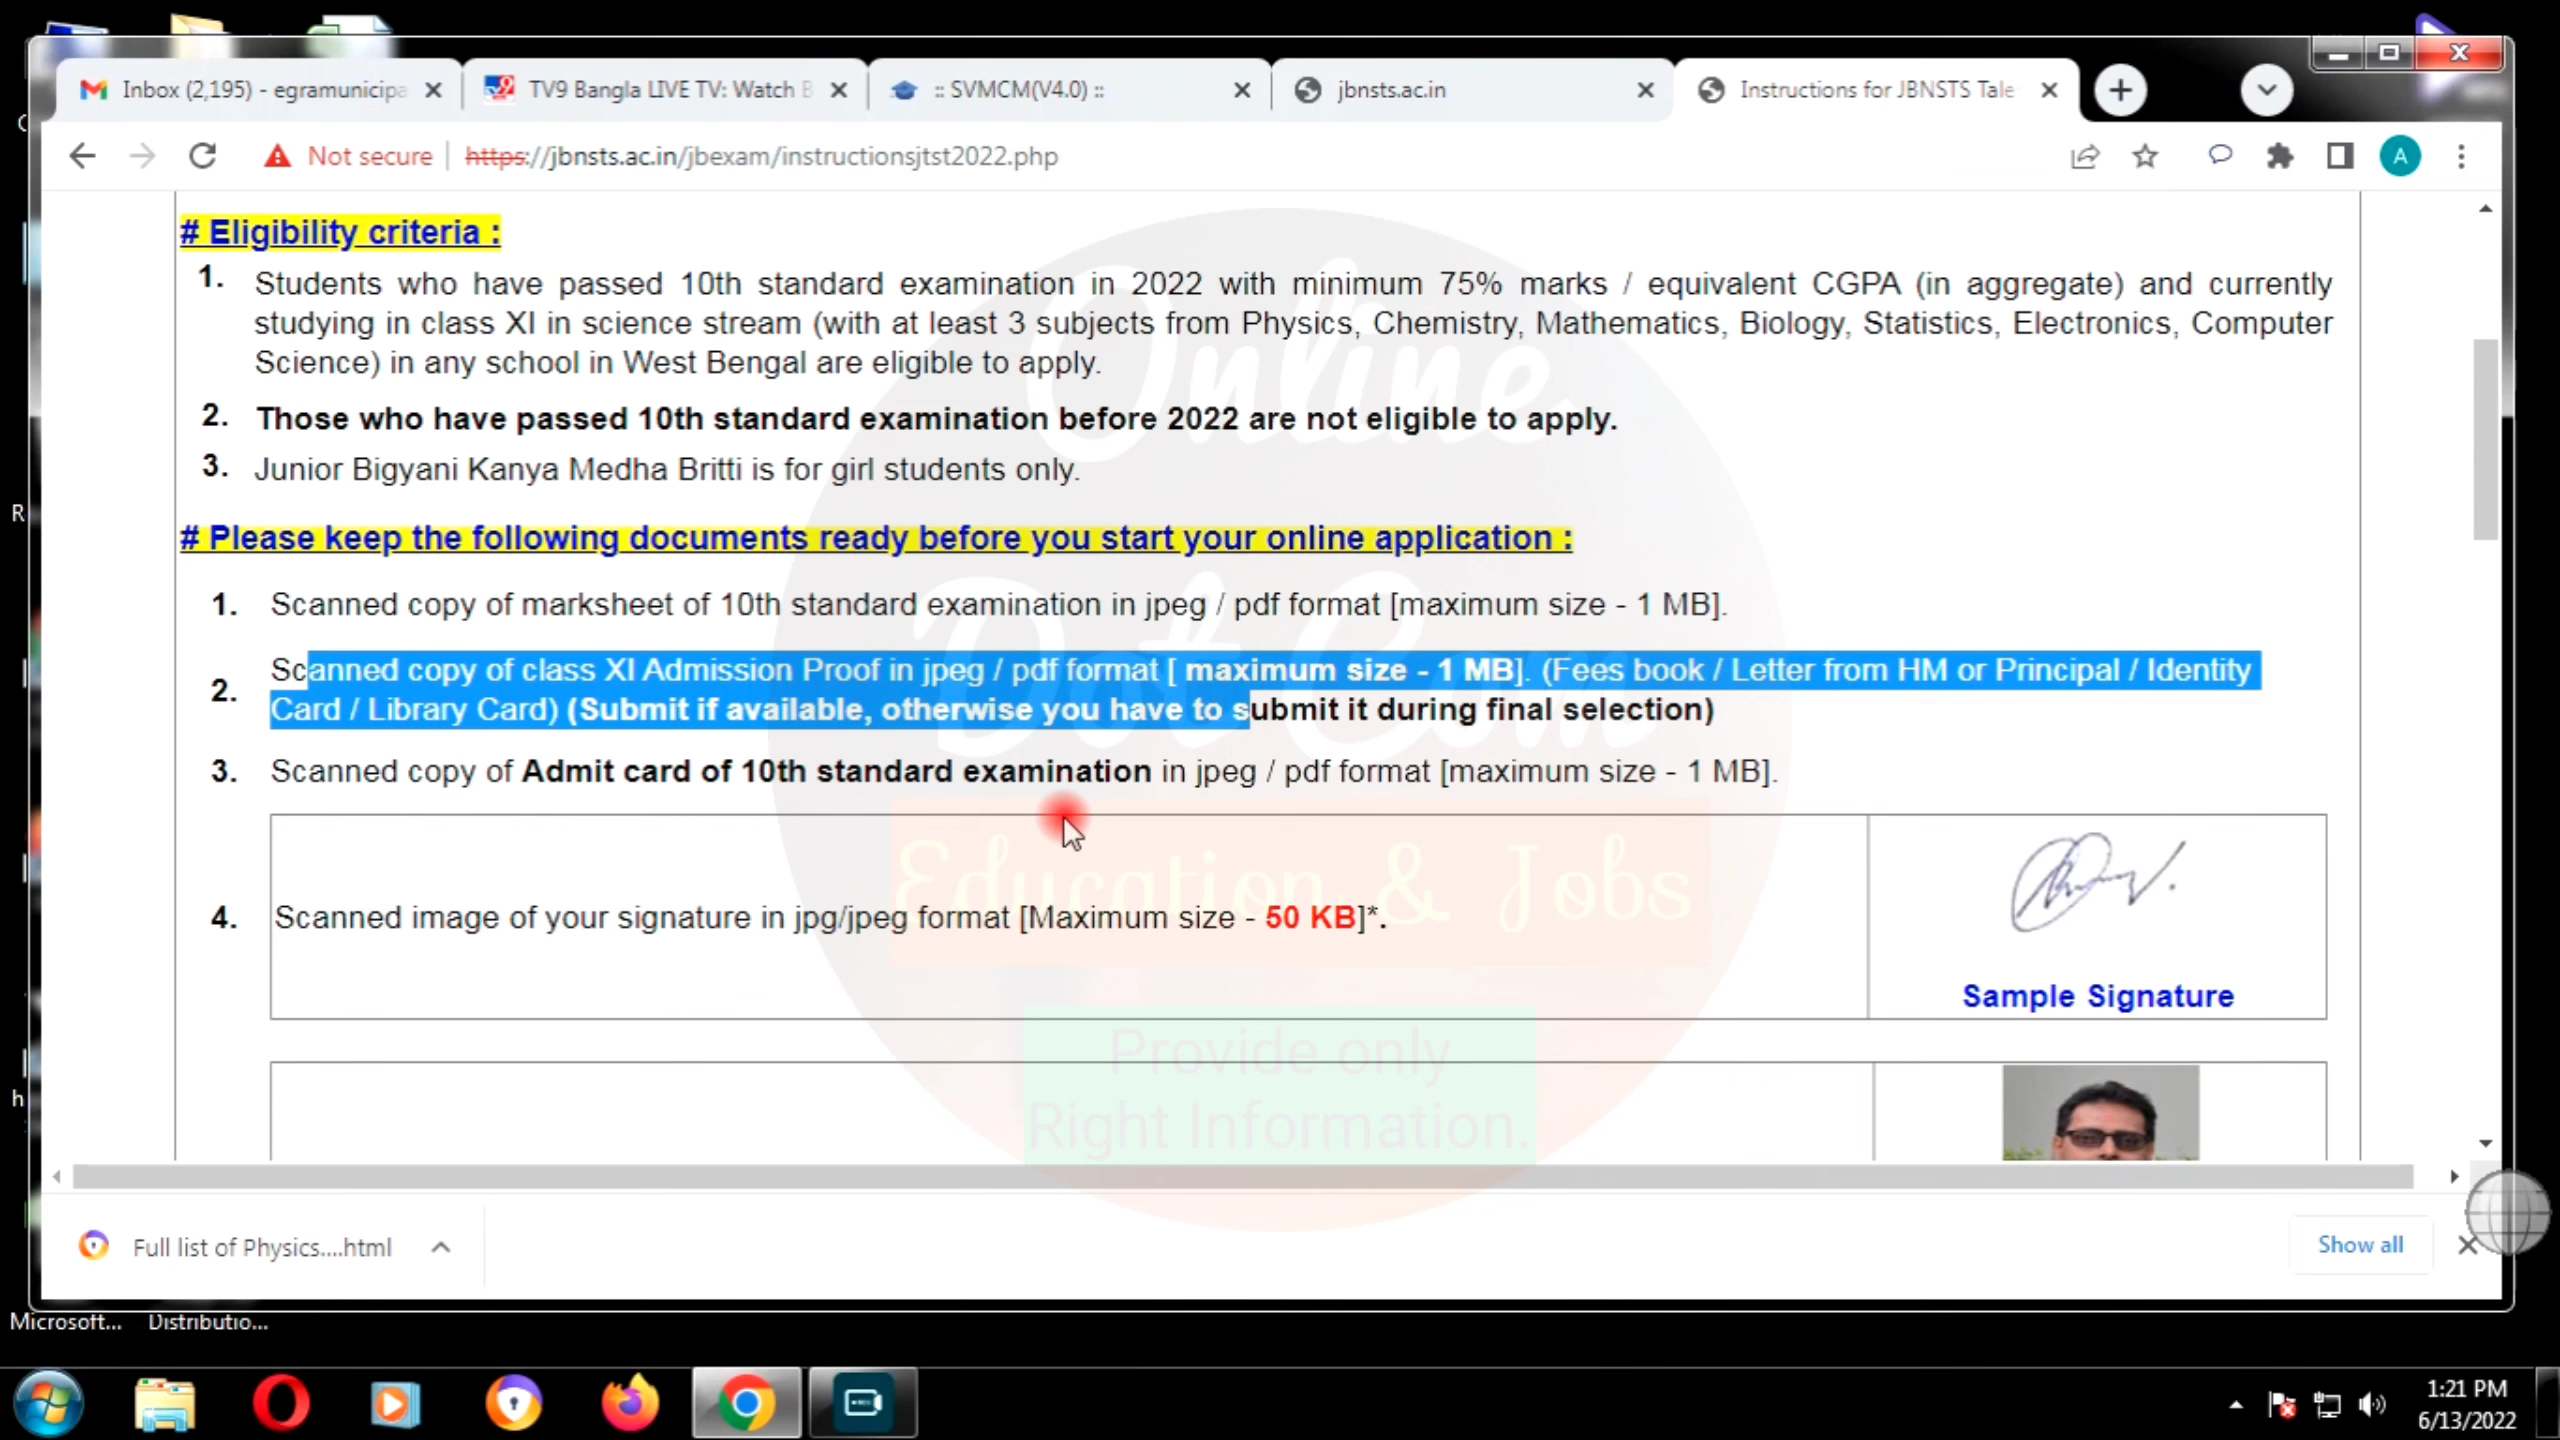 Inbox (2,195) - egramunicipa
TV9 Bangla LIVE TV: Watch B
:: SVMCM(V4.0) ::
jbnsts.ac.in
Instructions for JBNSTS Tale
Not secure
https://jbnsts.ac.in/jbexam/instructionsjtst2022.php
A
# Eligibility criteria :
1. Students who have passed 10th standard examination in 2022 with minimum 75% marks / equivalent CGPA (in aggregate) and currently
studying in class XI in science stream (with at least 3 subjects from Physics, Chemistry, Mathematics, Biology, Statistics, Electronics, Computer
Science) in any school in West Bengal are eligible to apply.
2. Those who have passed 10th standard examination before 2022 are not eligible to apply.
3. Junior Bigyani Kanya Medha Britti is for girl students only.
# Please keep the following documents ready before you start your online application :
1. Scanned copy of marksheet of 10th standard examination in jpeg / pdf format [maximum size - 1 MB].
2. Scanned copy of class XI Admission Proof in jpeg / pdf format [ maximum size - 1 MB]. (Fees book / Letter from HM or Principal / Identity
Card / Library Card) (Submit if available, otherwise you have to submit it during final selection)
3. Scanned copy of Admit card of 10th standard examination in jpeg / pdf format [maximum size - 1 MB].
4. Scanned image of your signature in jpg/jpeg format [Maximum size - 50 KB]*.
Sample Signature
Online
Dot Com
Education & Jobs
Provide only
Right Information.
Full list of Physics....html
Show all
Microsoft...
Distributio...
1:21 PM
6/13/2022